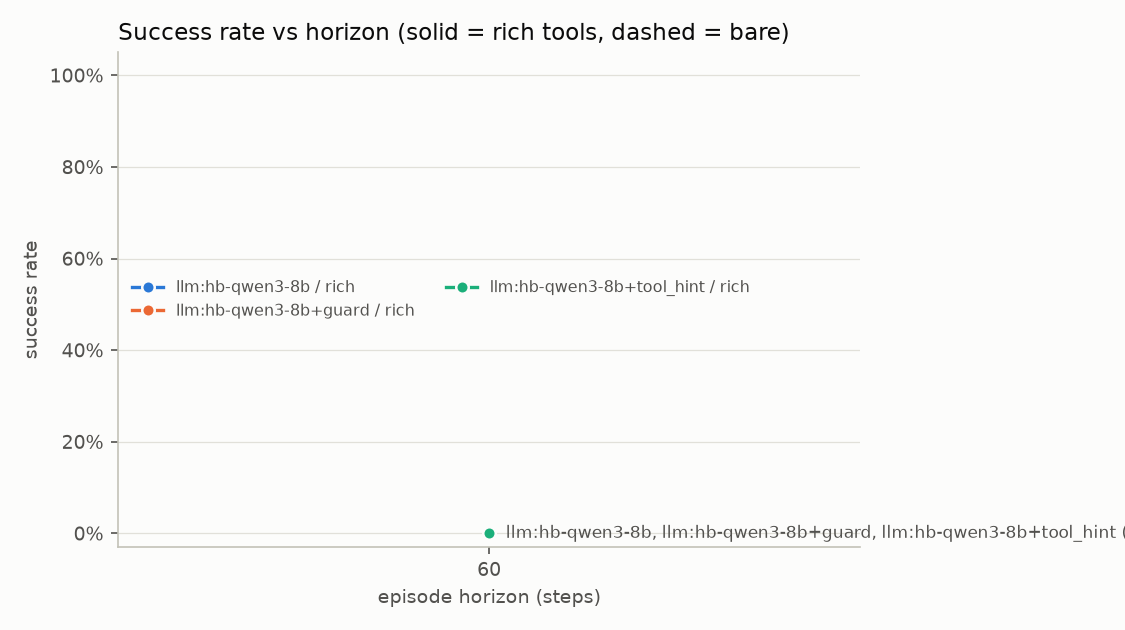 Success rate vs horizon (solid = rich tools, dashed = bare)
100%
80%
60%
40%
20%
0%
success rate
llm:hb-qwen3-8b / rich
llm:hb-qwen3-8b+guard / rich
llm:hb-qwen3-8b+tool_hint / rich
llm:hb-qwen3-8b, llm:hb-qwen3-8b+guard, llm:hb-qwen3-8b+tool_hint (
60
episode horizon (steps)